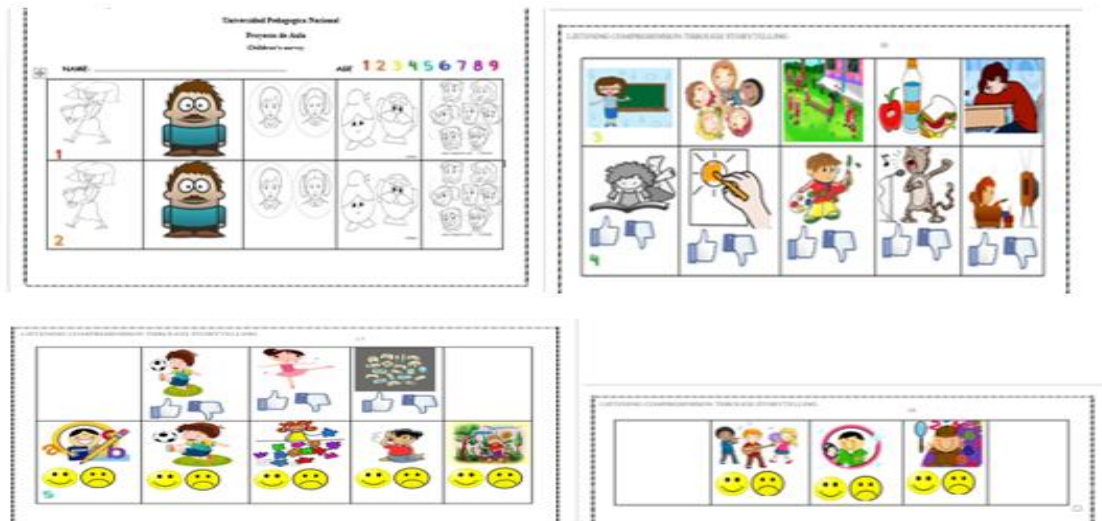 Universidad Pedagogica Nacional
Proyecto de Aula
Children's survey
NAME: AGE 1 2 3 4 5 6 7 8 9
1
2
LISTENING COMPREHENSION THROUGH STORYTELLING
3
4
LISTENING COMPREHENSION THROUGH STORYTELLING
5
LISTENING COMPREHENSION THROUGH STORYTELLING